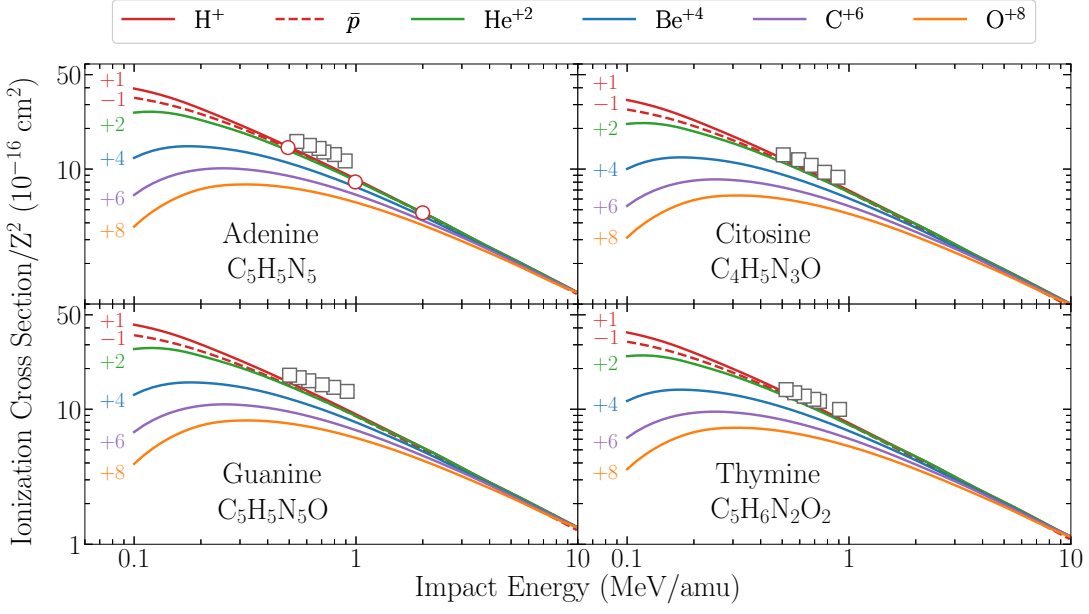 H+ p̄ He+2 Be+4 C+6 O+8
Ionization Cross Section/Z² (10⁻¹⁶ cm²)
50
10
+1
−1
+2
+4
+6
+8
Adenine
C₅H₅N₅
+1
−1
+2
+4
+6
+8
Citosine
C₄H₅N₃O
50
10
1
+1
−1
+2
+4
+6
+8
Guanine
C₅H₅N₅O
0.1 1 10
+1
−1
+2
+4
+6
+8
Thymine
C₅H₆N₂O₂
0.1 1 10
Impact Energy (MeV/amu)